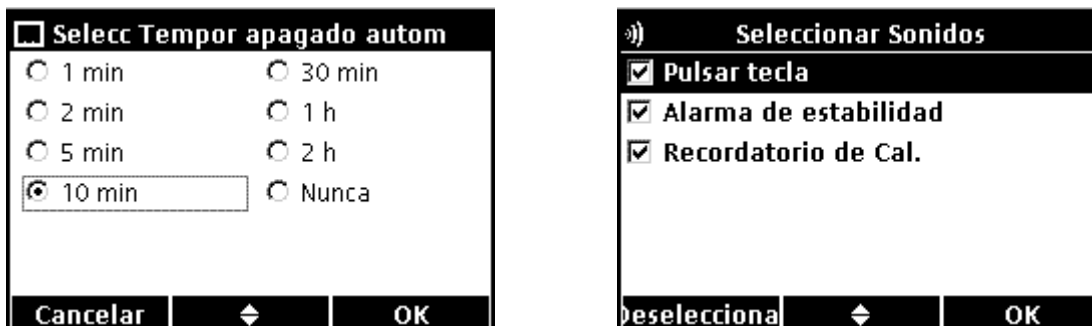 Selecc Tempor apagado autom
1 min
30 min
2 min
1 h
5 min
2 h
10 min
Nunca
Cancelar
OK
Seleccionar Sonidos
Pulsar tecla
Alarma de estabilidad
Recordatorio de Cal.
Deselecciona
OK